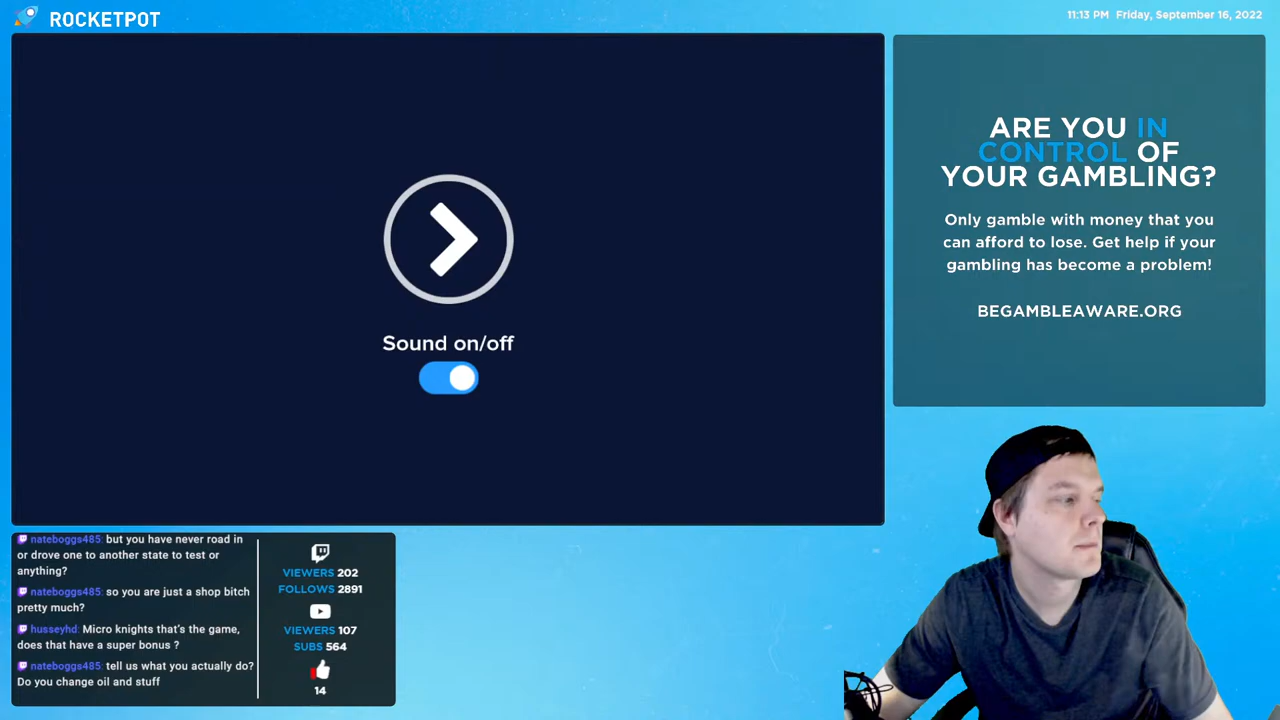 ROCKETPOT
11:13 PM Friday, September 16, 2022
Sound on/off
ARE YOU IN
CONTROL OF
YOUR GAMBLING?
Only gamble with money that you
can afford to lose. Get help if your
gambling has become a problem!
BEGAMBLEAWARE.ORG
nateboggs485: but you have never road in
or drove one to another state to test or
anything?
nateboggs485: so you are just a shop bitch
pretty much?
husseyhd: Micro knights that's the game,
does that have a super bonus ?
nateboggs485: tell us what you actually do?
Do you change oil and stuff
VIEWERS 202
FOLLOWS 2891
VIEWERS 107
SUBS 564
14